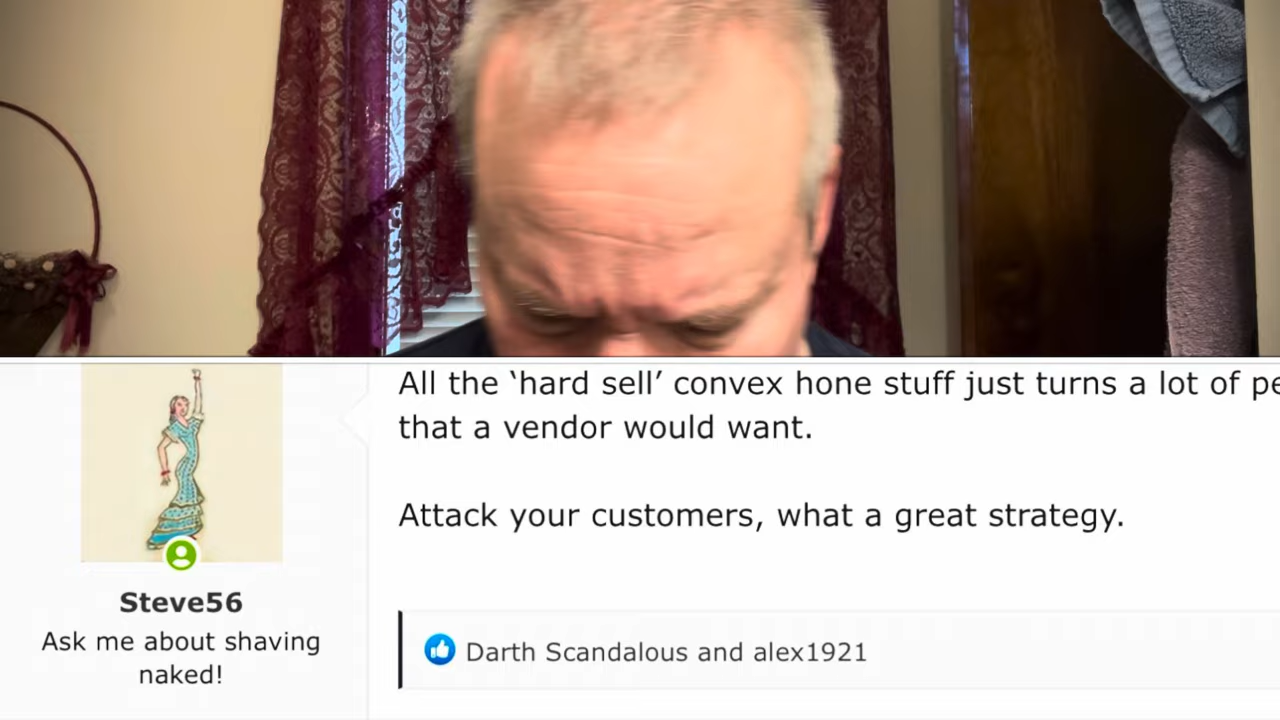 All the ‘hard sell’ convex hone stuff just turns a lot of
that a vendor would want.
Attack your customers, what a great strategy.
Steve56
Ask me about shaving
naked!
Darth Scandalous and alex1921